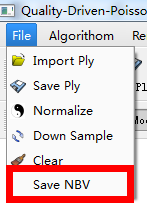 Quality-Driven-Poisso
File Algorithom Re
Import Ply
Save Ply
Normalize
Down Sample
Clear
Save NBV